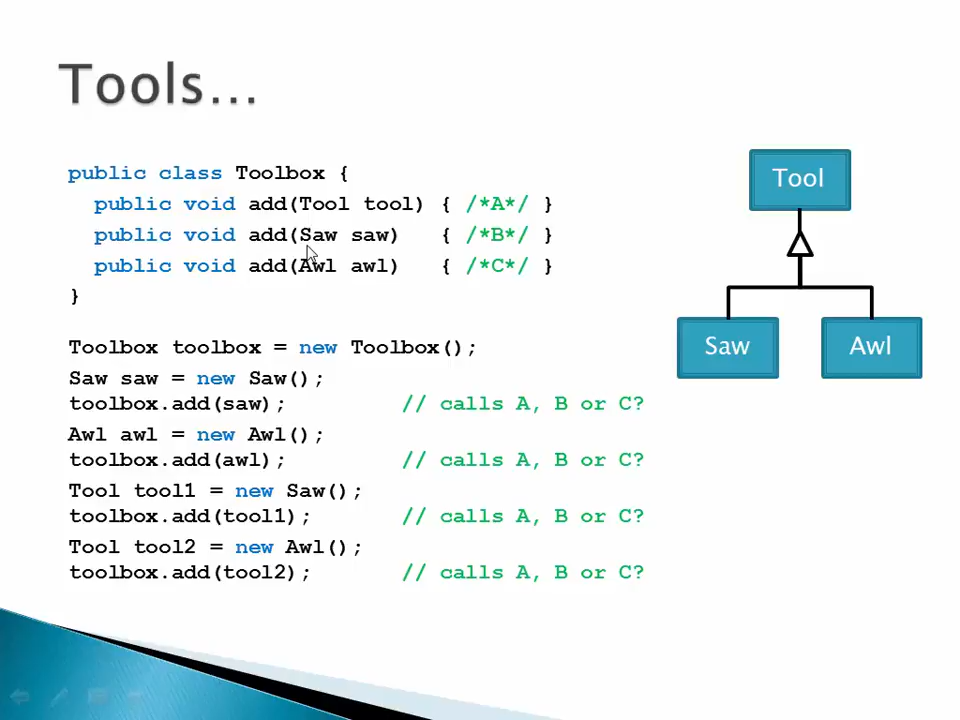 Tools...
public class Toolbox {
  public void add(Tool tool) { /*A*/ }
  public void add(Saw saw)   { /*B*/ }
  public void add(Awl awl)   { /*C*/ }
}
Toolbox toolbox = new Toolbox();
Saw saw = new Saw();
toolbox.add(saw);         // calls A, B or C?
Awl awl = new Awl();
toolbox.add(awl);         // calls A, B or C?
Tool tool1 = new Saw();
toolbox.add(tool1);       // calls A, B or C?
Tool tool2 = new Awl();
toolbox.add(tool2);       // calls A, B or C?
Tool
Saw
Awl